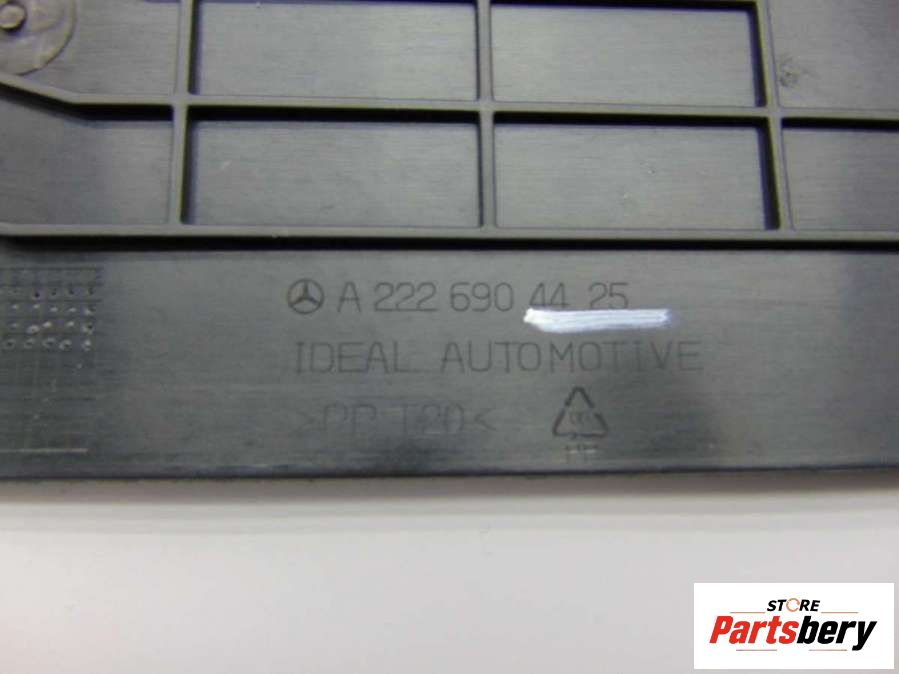 A 222 690 44 25
IDEAL AUTOMOTIVE
>PP T20<
STORE
Partsbery